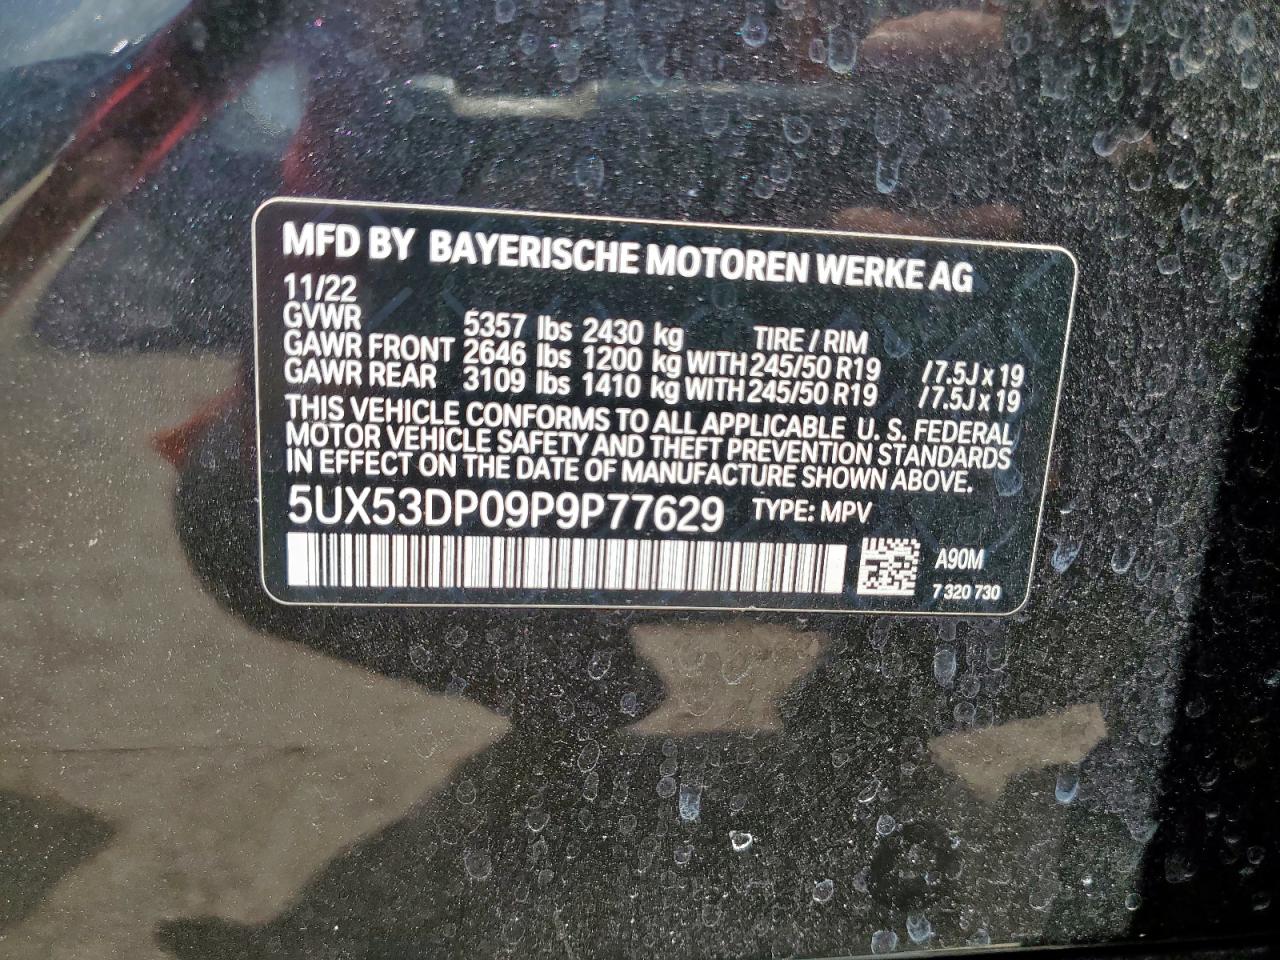 MFD BY BAYERISCHE MOTOREN WERKE AG
11/22
GVWR 5357 lbs 2430 kg TIRE / RIM
GAWR FRONT 2646 lbs 1200 kg WITH 245/50 R19 / 7.5J x 19
GAWR REAR 3109 lbs 1410 kg WITH 245/50 R19 / 7.5J x 19
THIS VEHICLE CONFORMS TO ALL APPLICABLE U. S. FEDERAL
MOTOR VEHICLE SAFETY AND THEFT PREVENTION STANDARDS
IN EFFECT ON THE DATE OF MANUFACTURE SHOWN ABOVE.
5UX53DP09P9P77629 TYPE: MPV
A90M
7 320 730